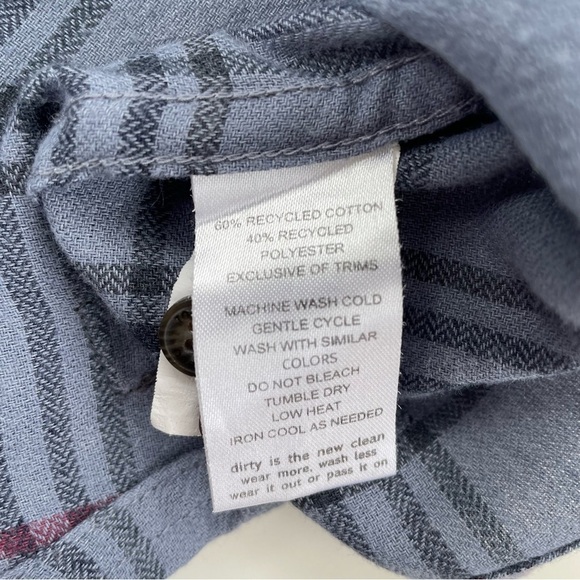 60% RECYCLED COTTON
40% RECYCLED
POLYESTER
EXCLUSIVE OF TRIMS
MACHINE WASH COLD
GENTLE CYCLE
WASH WITH SIMILAR
COLORS
DO NOT BLEACH
TUMBLE DRY
LOW HEAT
IRON COOL AS NEEDED
dirty is the new clean
wear more, wash less
wear it out or pass it on